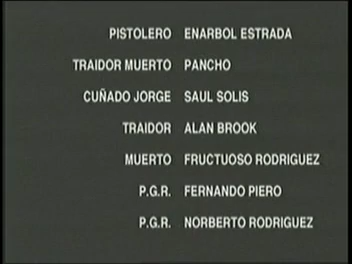 PISTOLERO ENARBOL ESTRADA
TRAIDOR MUERTO PANCHO
CUÑADO JORGE SAUL SOLIS
TRAIDOR ALAN BROOK
MUERTO FRUCTUOSO RODRIGUEZ
P.G.R. FERNANDO PIERO
P.G.R. NORBERTO RODRIGUEZ